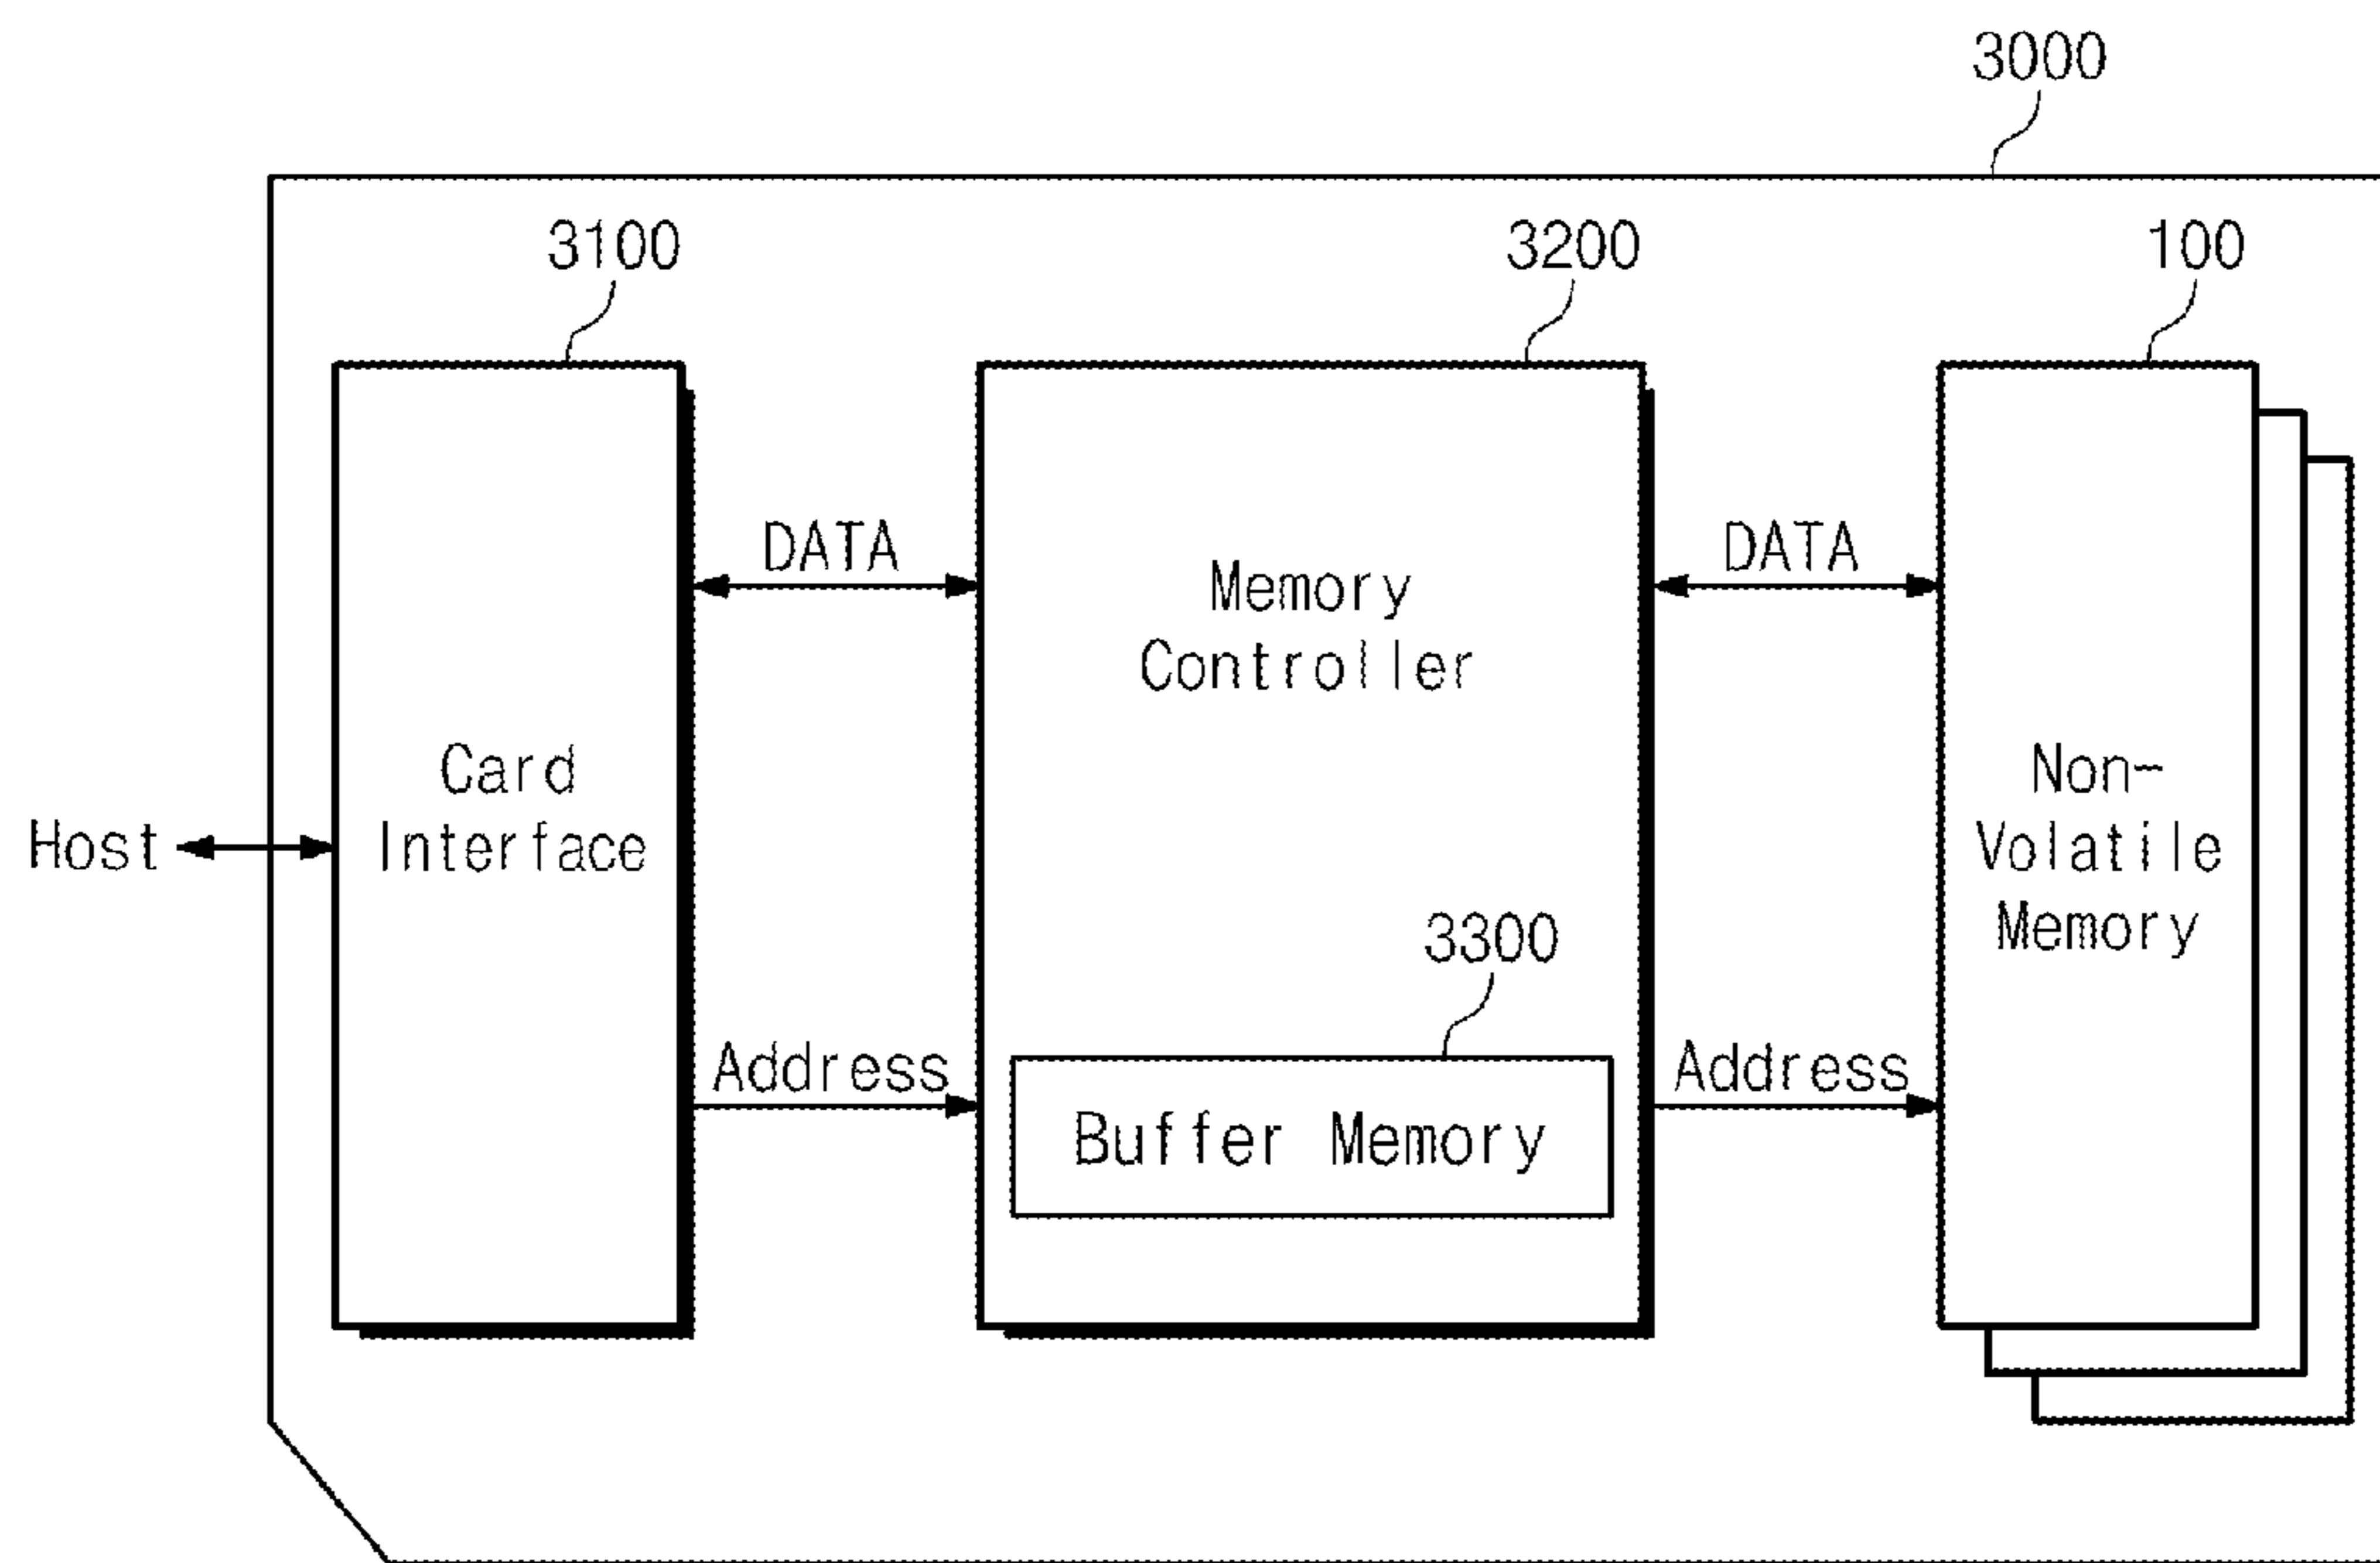 3000
3100
3200
100
DATA
DATA
Memory
Controller
Card
Interface
Host
Non-
Volatile
Memory
3300
Address
Address
Buffer Memory